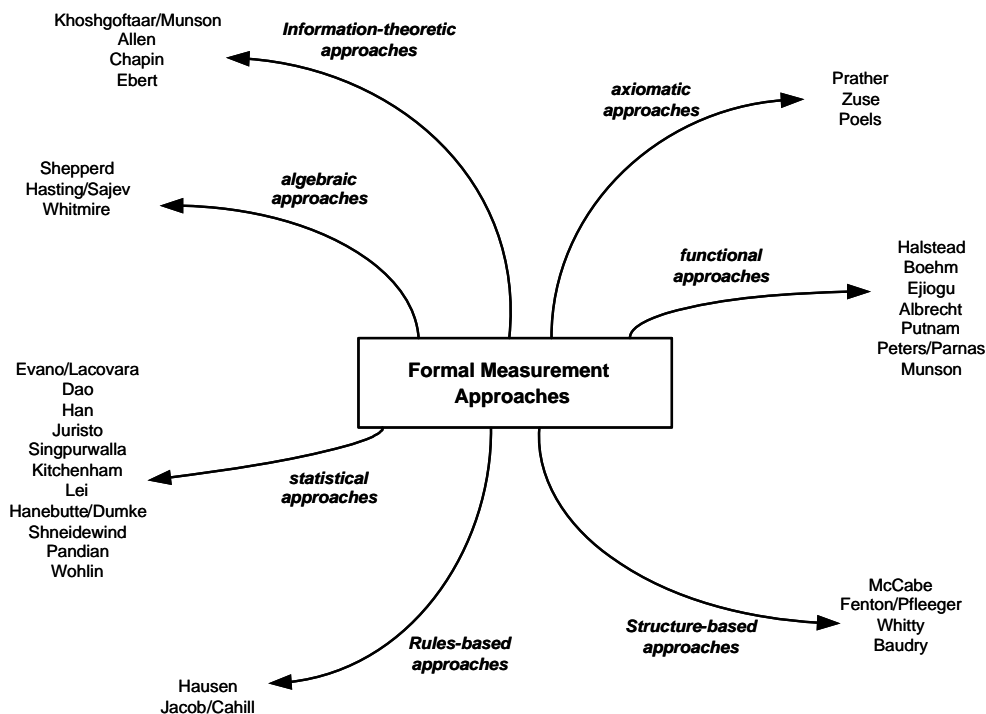 Khoshgoftaar/Munson
Allen
Chapin
Ebert
Information-theoretic
approaches
axiomatic
approaches
Prather
Zuse
Poels
Shepperd
Hasting/Sajev
Whitmire
algebraic
approaches
functional
approaches
Halstead
Boehm
Ejiogu
Albrecht
Putnam
Peters/Parnas
Munson
Formal Measurement
Approaches
Evano/Lacovara
Dao
Han
Juristo
Singpurwalla
Kitchenham
Lei
Hanebutte/Dumke
Shneidewind
Pandian
Wohlin
statistical
approaches
Rules-based
approaches
Hausen
Jacob/Cahill
Structure-based
approaches
McCabe
Fenton/Pfleeger
Whitty
Baudry